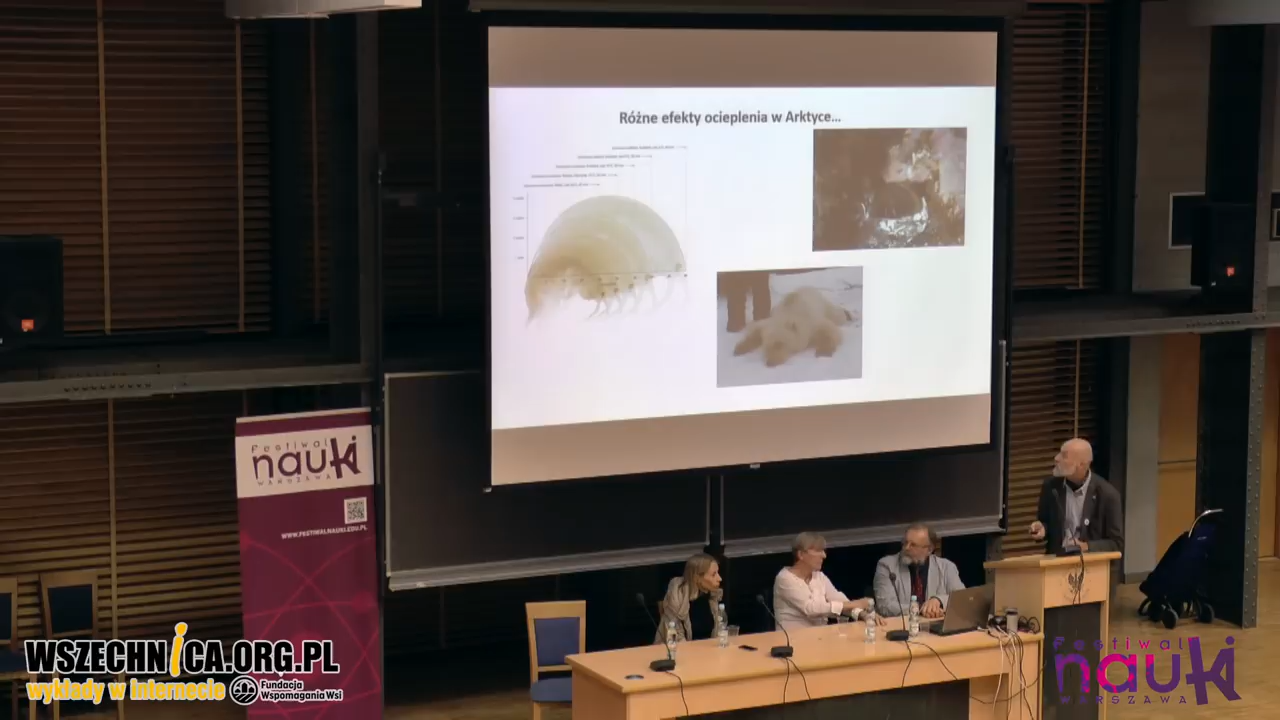 Różne efekty ocieplenia w Arktyce...
Festiwal
nauki
WARSZAWA
WWW.FESTIWALNAUKI.EDU.PL
WSZECHNICA.ORG.PL
wykłady w internecie
Fundacja
Wspomagania Wsi
Festiwal
nauki
WARSZAWA